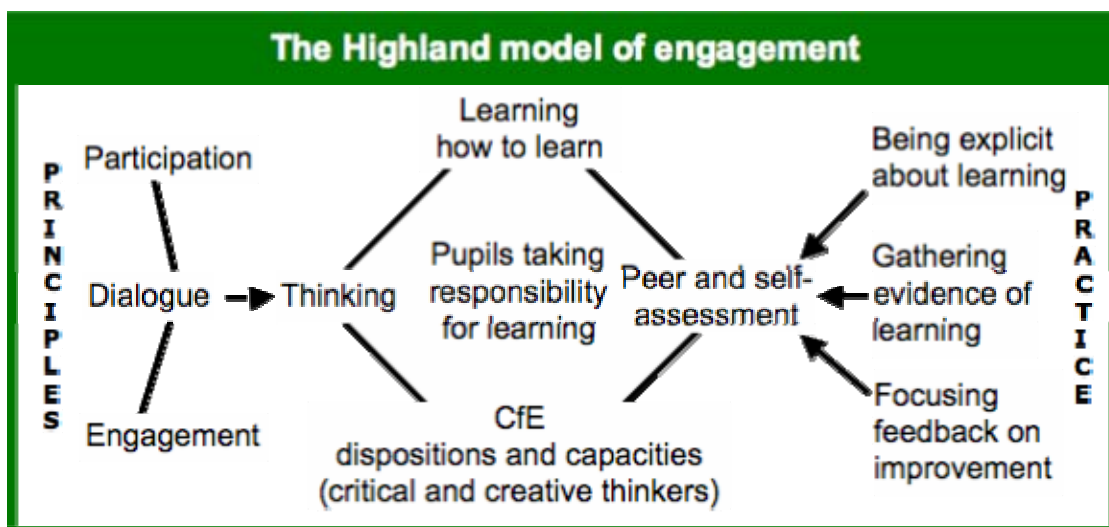 The Highland model of engagement
PRINCIPLES
Participation
Dialogue
Engagement
Thinking
Learning
how to learn
Pupils taking
responsibility
for learning
CfE
dispositions and capacities
(critical and creative thinkers)
Peer and self-
assessment
Being explicit
about learning
Gathering
evidence of
learning
Focusing
feedback on
improvement
PRACTICE